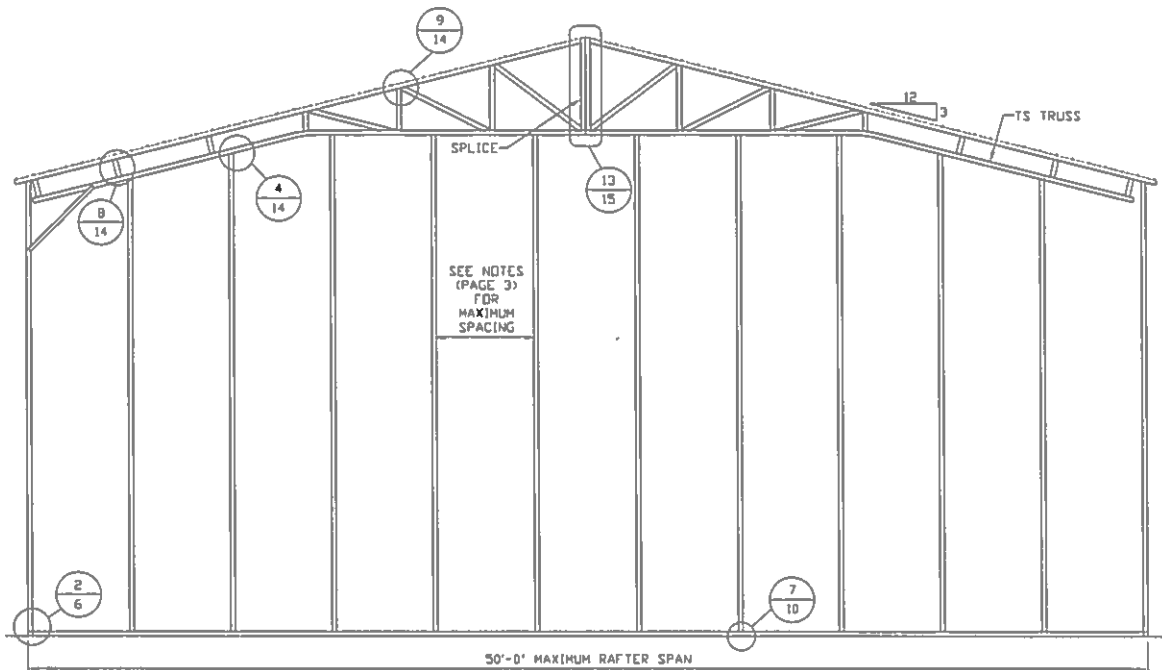 9
14
12
3
TS TRUSS
SPLICE
13
15
4
14
8
14
SEE NOTES
(PAGE 3)
FOR
MAXIMUM
SPACING
2
6
7
10
50'-0" MAXIMUM RAFTER SPAN